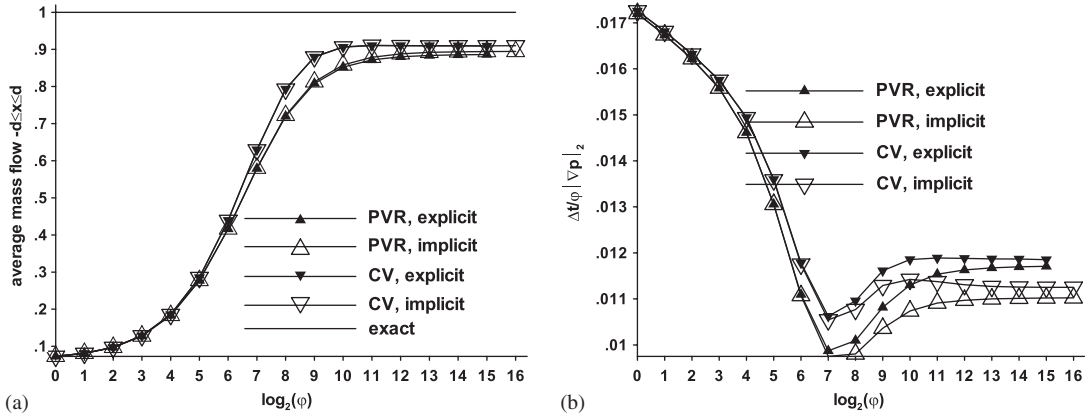 1
.9
.8
.7
.6
.5
.4
.3
.2
.1
average mass flow -d≤x≤d
0 1 2 3 4 5 6 7 8 9 10 11 12 13 14 15 16
log2(φ)
PVR, explicit
PVR, implicit
CV, explicit
CV, implicit
exact
(a)
.017
.016
.015
.014
.013
.012
.011
.01
Δt/φ |∇p|2
0 1 2 3 4 5 6 7 8 9 10 11 12 13 14 15 16
log2(φ)
PVR, explicit
PVR, implicit
CV, explicit
CV, implicit
(b)